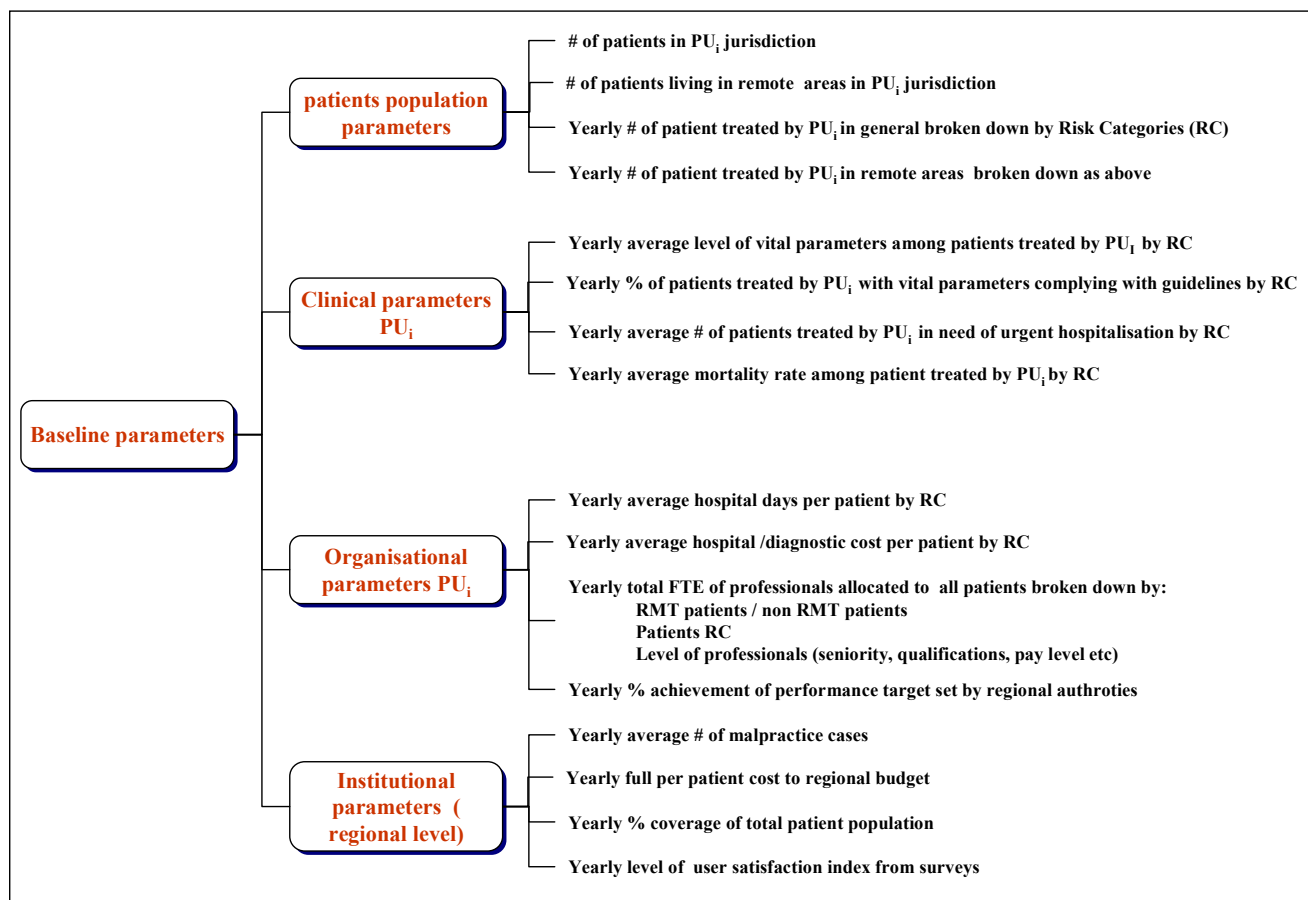 # of patients in PUi jurisdiction
# of patients living in remote areas in PUi jurisdiction
patients population
parameters
Yearly # of patient treated by PUi in general broken down by Risk Categories (RC)
Yearly # of patient treated by PUi in remote areas broken down as above
Yearly average level of vital parameters among patients treated by PUI by RC
Yearly % of patients treated by PUi with vital parameters complying with guidelines by RC
Clinical parameters
PUi
Yearly average # of patients treated by PUi in need of urgent hospitalisation by RC
Yearly average mortality rate among patient treated by PUi by RC
Baseline parameters
Yearly average hospital days per patient by RC
Yearly average hospital /diagnostic cost per patient by RC
Organisational
parameters PUi
Yearly total FTE of professionals allocated to all patients broken down by:
RMT patients / non RMT patients
Patients RC
Level of professionals (seniority, qualifications, pay level etc)
Yearly % achievement of performance target set by regional authroties
Yearly average # of malpractice cases
Yearly full per patient cost to regional budget
Institutional
parameters (
regional level)
Yearly % coverage of total patient population
Yearly level of user satisfaction index from surveys